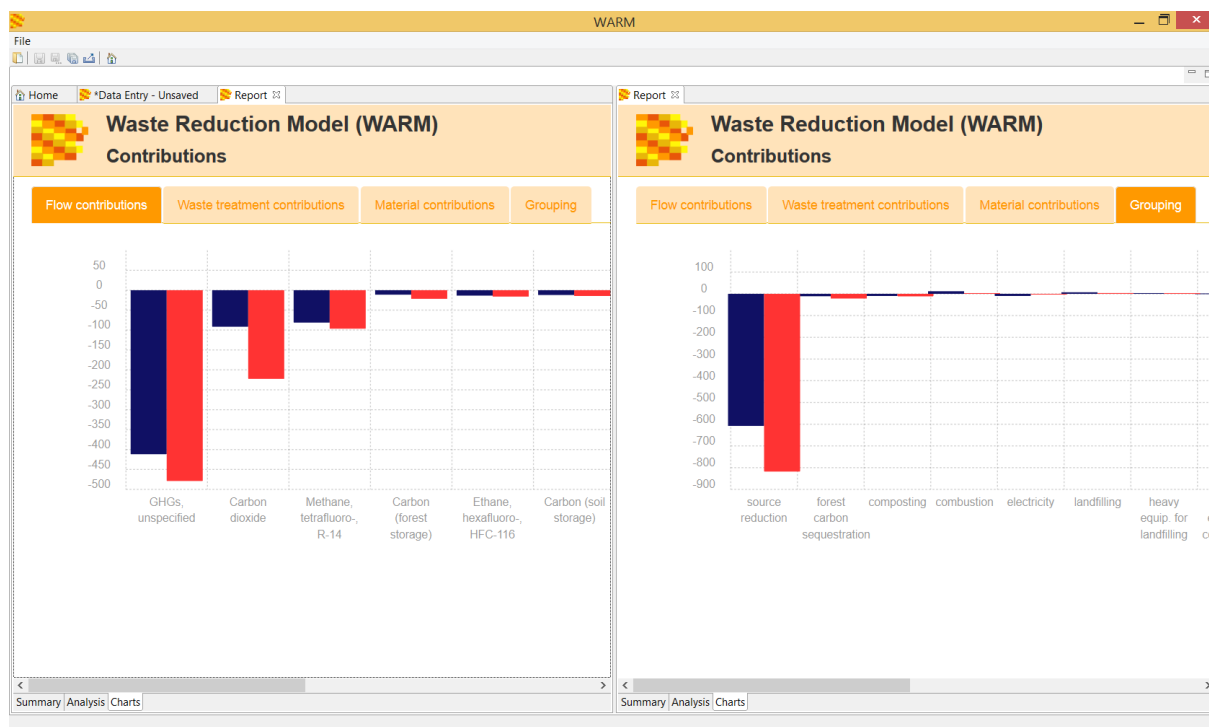 WARM
File
Home
*Data Entry - Unsaved
Report
Waste Reduction Model (WARM)
Contributions
Flow contributions
Waste treatment contributions
Material contributions
Grouping
50
0
-50
-100
-150
-200
-250
-300
-350
-400
-450
-500
GHGs,
unspecified
Carbon
dioxide
Methane,
tetrafluoro-,
R-14
Carbon
(forest
storage)
Ethane,
hexafluoro-,
HFC-116
Carbon (soil
storage)
Summary
Analysis
Charts
Report
Waste Reduction Model (WARM)
Contributions
Flow contributions
Waste treatment contributions
Material contributions
Grouping
100
0
-100
-200
-300
-400
-500
-600
-700
-800
-900
source
reduction
forest
carbon
sequestration
composting
combustion
electricity
landfilling
heavy
equip. for
landfilling
Summary
Analysis
Charts